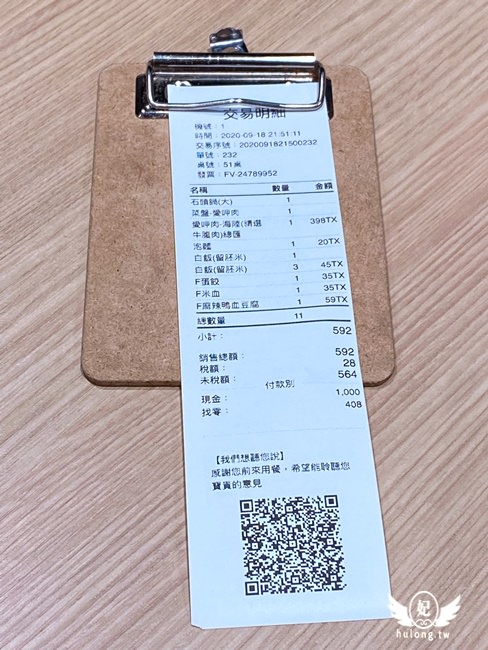 交易明細
機號：1
時間：2020-09-18 21:51:11
交易序號：2020091821500232
單號：232
桌號：51桌
發票：FV-24789952
名稱 數量 金額
石頭鍋(大) 1
菜盤-愛呷肉 1
愛呷肉-海陸(精選 1 398TX
牛腩肉)總匯
泡麵 1 20TX
白飯(留胚米) 1
白飯(留胚米) 3 45TX
F蛋餃 1 35TX
F米血 1 35TX
F麻辣鴨血豆腐 1 59TX
總數量 11
小計： 592
銷售總額： 592
稅額： 28
未稅額： 564
付款別
現金： 1,000
找零： 408
【我們想聽您說】
感謝您前來用餐，希望能聆聽您
寶貴的意見
妃
hulong.tw